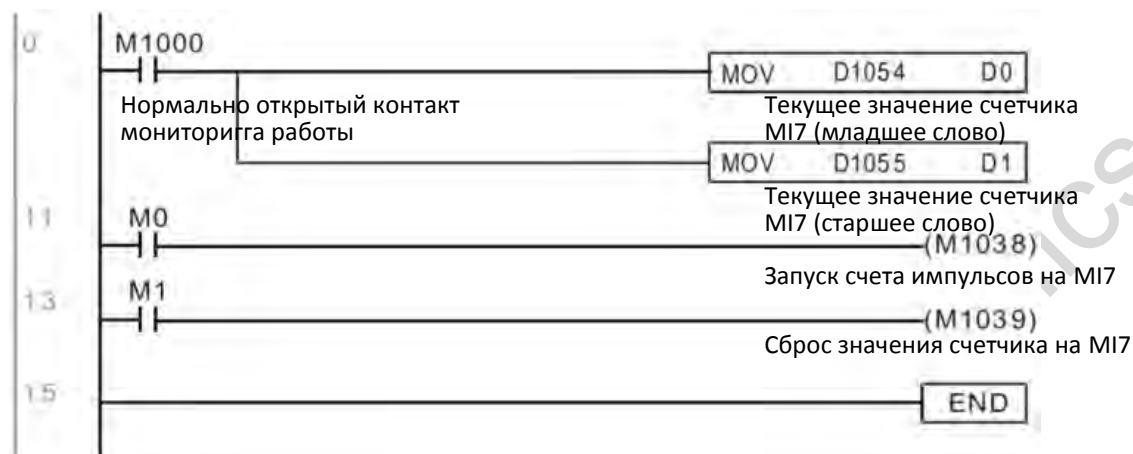 0
M1000
MOV D1054 D0
Нормально открытый контакт
мониторигга работы
Текущее значение счетчика
MI7 (младшее слово)
MOV D1055 D1
Текущее значение счетчика
MI7 (старшее слово)
11
M0
(M1038)
Запуск счета импульсов на MI7
13
M1
(M1039)
Сброс значения счетчика на MI7
15
END
.ICS